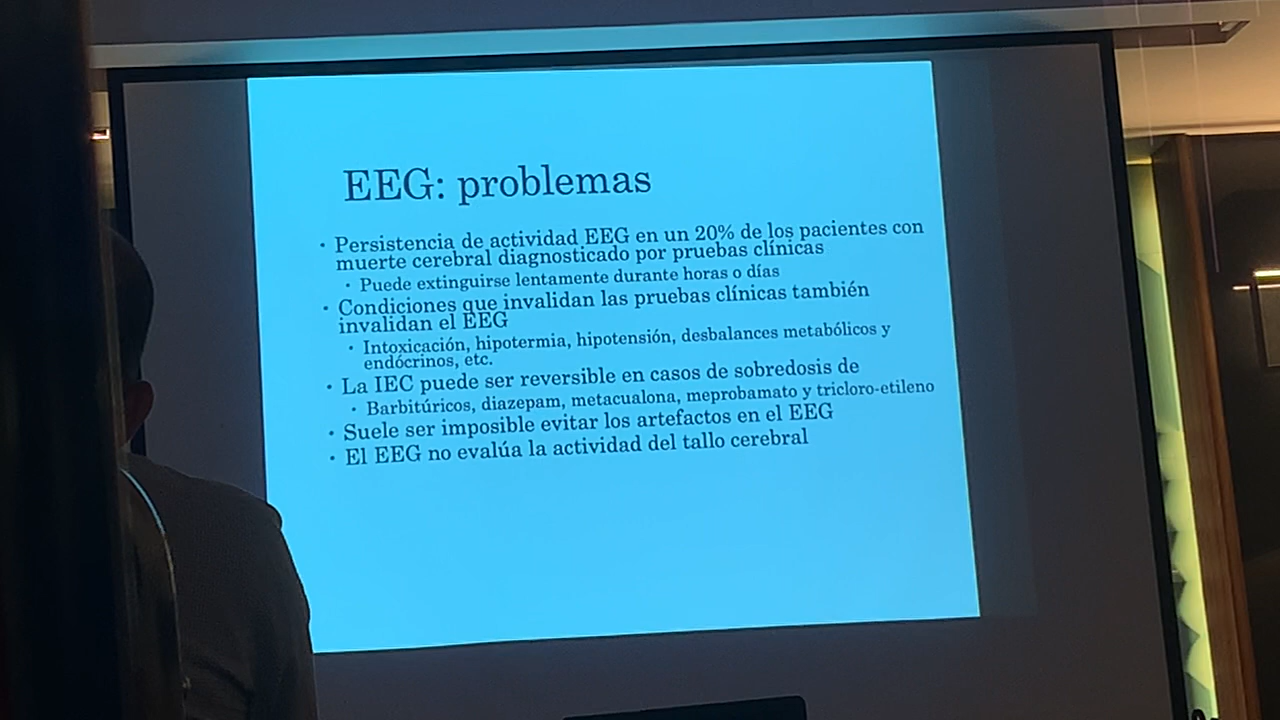 EEG: problemas
• Persistencia de actividad EEG en un 20% de los pacientes con
muerte cerebral diagnosticado por pruebas clínicas
• Puede extinguirse lentamente durante horas o días
• Condiciones que invalidan las pruebas clínicas también
invalidan el EEG
• Intoxicación, hipotermia, hipotensión, desbalances metabólicos y
endócrinos, etc.
• La IEC puede ser reversible en casos de sobredosis de
• Barbitúricos, diazepam, metacualona, meprobamato y tricloro-etileno
• Suele ser imposible evitar los artefactos en el EEG
• El EEG no evalúa la actividad del tallo cerebral